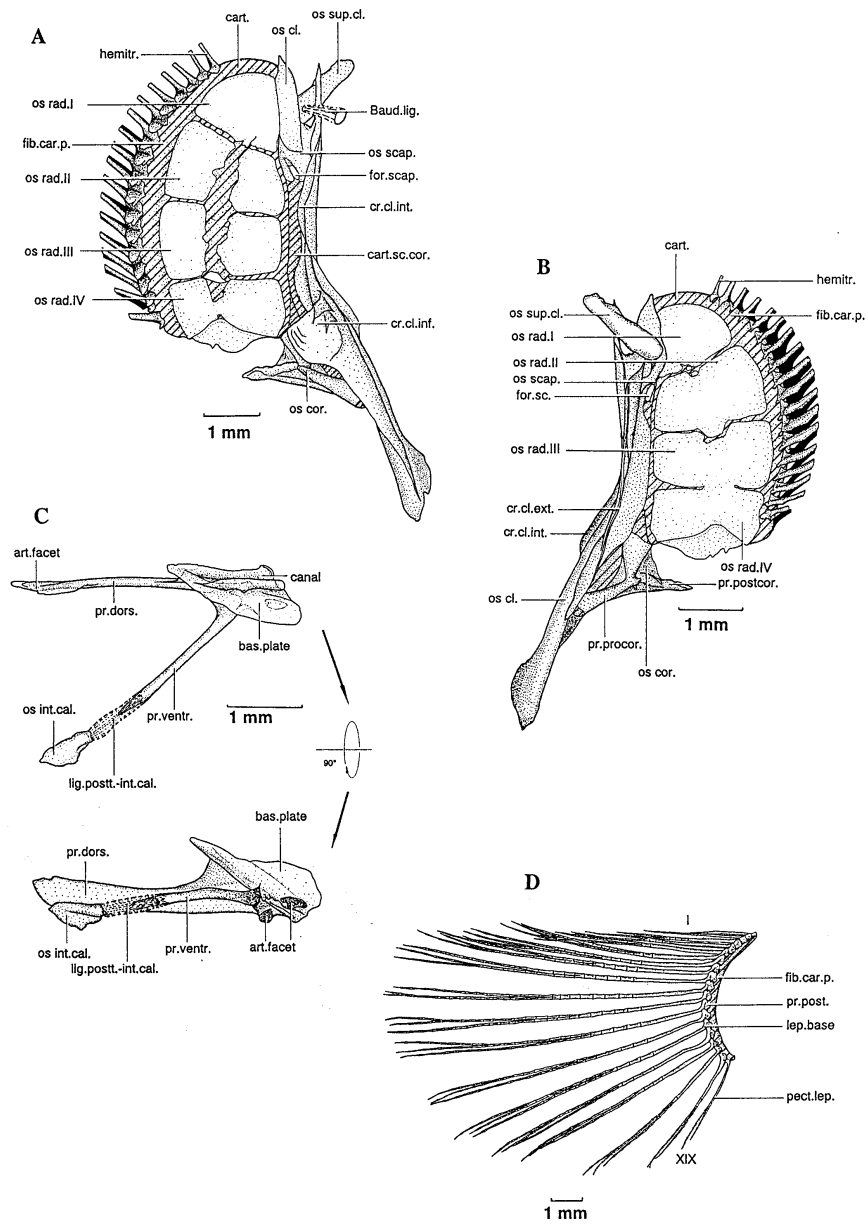 A
cart.
os cl.
os sup.cl.
hemitr.
os rad.I
Baud.lig.
fib.car.p.
os scap.
os rad.II
for.scap.
cr.cl.int.
os rad.III
cart.sc.cor.
os rad.IV
cr.cl.inf.
os cor.
1 mm
B
cart.
hemitr.
os sup.cl.
fib.car.p.
os rad.I
os rad.II
os scap.
for.sc.
os rad.III
cr.cl.ext.
cr.cl.int.
os rad.IV
pr.postcor.
os cl.
pr.procor.
os cor.
1 mm
C
art.facet
canal
pr.dors.
bas.plate
os int.cal.
pr.ventr.
1 mm
lig.postt.-int.cal.
90°
bas.plate
pr.dors.
os int.cal.
pr.ventr.
art.facet
lig.postt.-int.cal.
D
I
fib.car.p.
pr.post.
lep.base
pect.lep.
XIX
1 mm